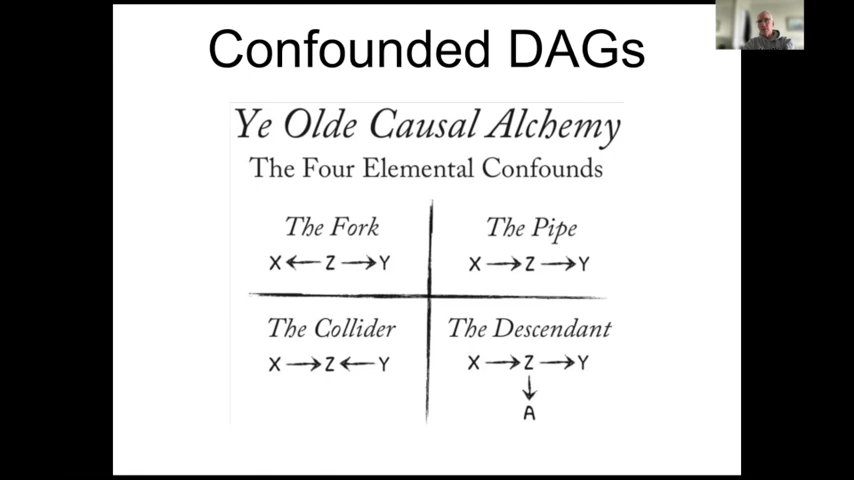 Confounded DAGs
Ye Olde Causal Alchemy
The Four Elemental Confounds
The Fork
X ← Z → Y
The Pipe
X → Z → Y
The Collider
X → Z ← Y
The Descendant
X → Z → Y
↓
A